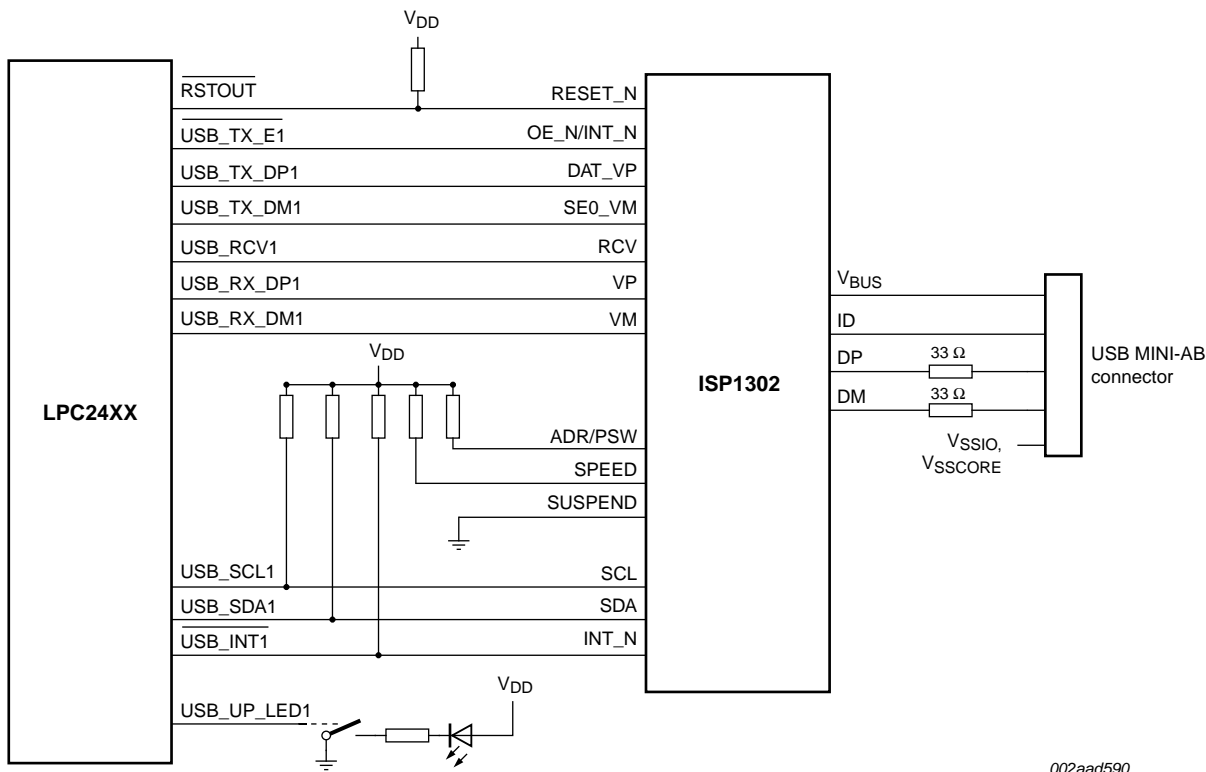 VDD
RSTOUT
RESET_N
USB_TX_E1
OE_N/INT_N
USB_TX_DP1
DAT_VP
USB_TX_DM1
SE0_VM
USB_RCV1
RCV
USB_RX_DP1
VP
USB_RX_DM1
VM
VBUS
ID
DP
33 Ω
DM
33 Ω
USB MINI-AB
connector
VSSIO,
VSSCORE
VDD
LPC24XX
ISP1302
ADR/PSW
SPEED
SUSPEND
USB_SCL1
SCL
USB_SDA1
SDA
USB_INT1
INT_N
VDD
USB_UP_LED1
002aad590